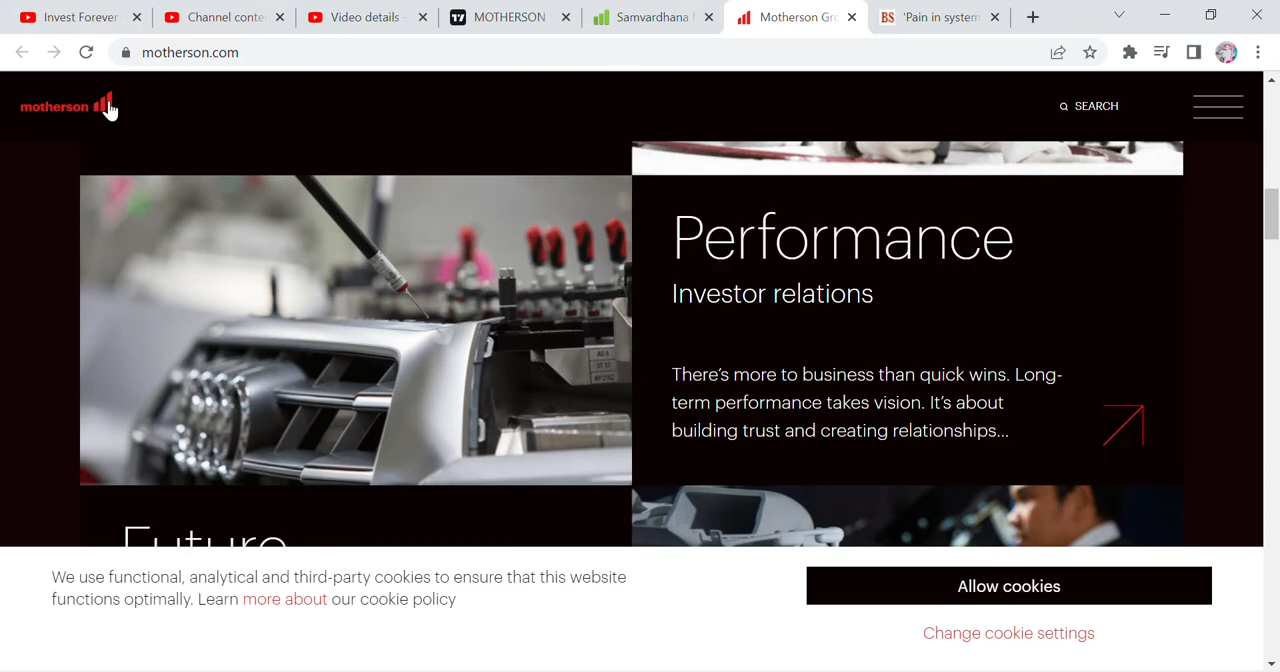 Invest Forever
Channel conte
Video details -
MOTHERSON
Samvardhana M
Motherson Gro
BS 'Pain in system
motherson.com
motherson
SEARCH
Performance
Investor relations
There's more to business than quick wins. Long-
term performance takes vision. It's about
building trust and creating relationships...
Future
We use functional, analytical and third-party cookies to ensure that this website
functions optimally. Learn more about our cookie policy
Allow cookies
Change cookie settings